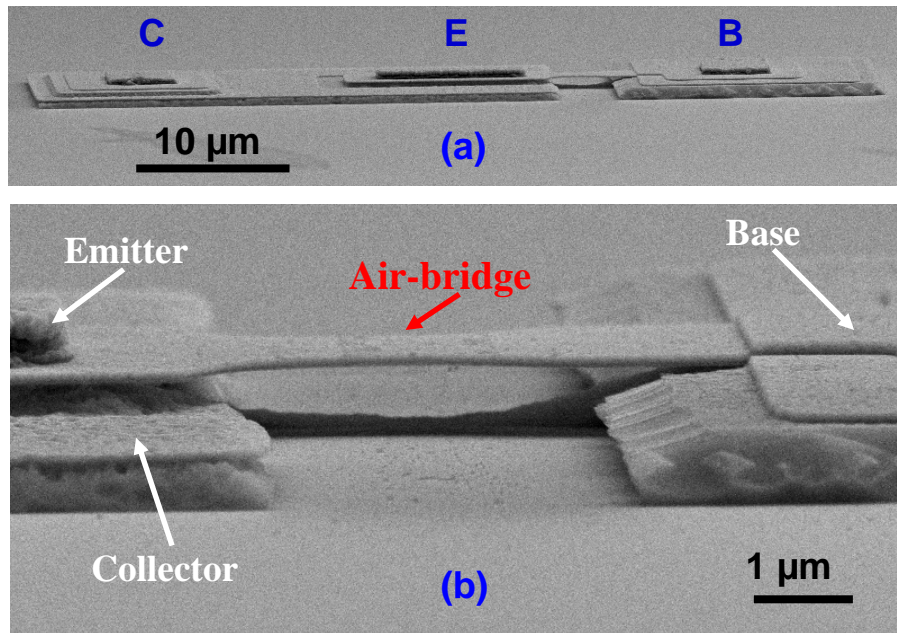 C E B
10 µm
(a)
Emitter
Base
Air-bridge
Collector
1 µm
(b)